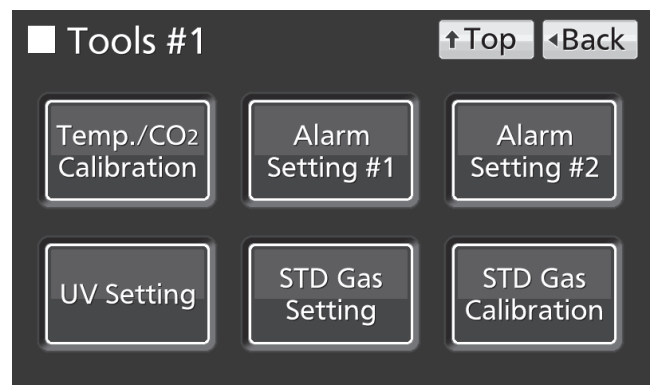 Tools #1
↑Top
◂Back
Temp./CO2
Calibration
Alarm
Setting #1
Alarm
Setting #2
UV Setting
STD Gas
Setting
STD Gas
Calibration